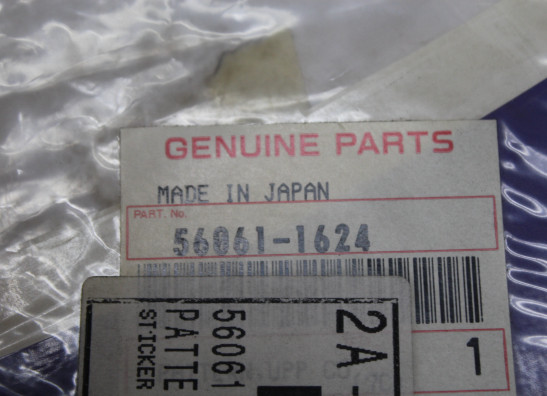 GENUINE PARTS
MADE IN JAPAN
PART. No.
56061-1624
1
2A-
56061
PATTE
STICKER